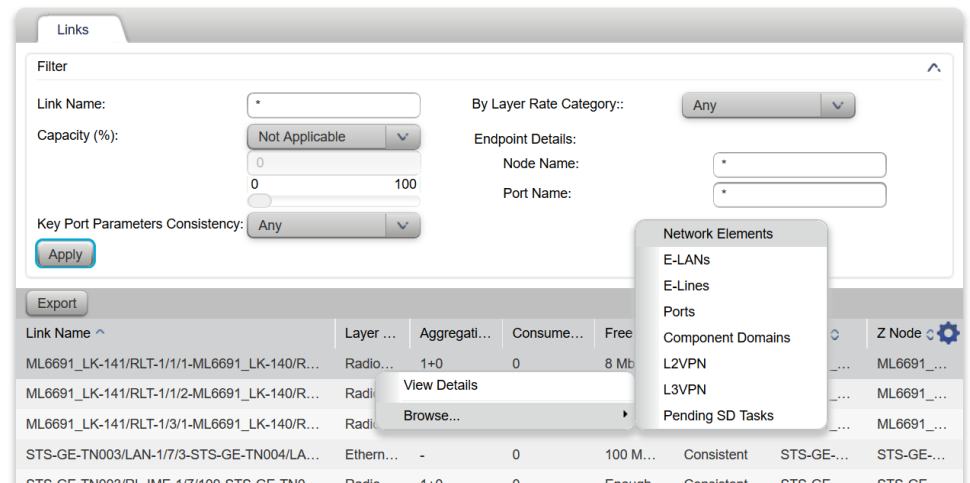 Links
Filter
Link Name: * By Layer Rate Category:: Any
Capacity (%): Not Applicable Endpoint Details:
0 Node Name: *
0 100 Port Name: *
Key Port Parameters Consistency: Any
Apply
Network Elements
E-LANs
E-Lines
Ports
Component Domains
L2VPN
L3VPN
Pending SD Tasks
Export
Link Name Layer ... Aggregati... Consume... Free Z Node
ML6691_LK-141/RLT-1/1/1-ML6691_LK-140/R... Radio... 1+0 0 8 Mb ... ML6691_...
View Details
Browse...
ML6691_LK-141/RLT-1/1/2-ML6691_LK-140/R... Radi ... ML6691_...
ML6691_LK-141/RLT-1/3/1-ML6691_LK-140/R... Radi ... ML6691_...
STS-GE-TN003/LAN-1/7/3-STS-GE-TN004/LA... Ethern... - 0 100 M... Consistent STS-GE-... STS-GE-...